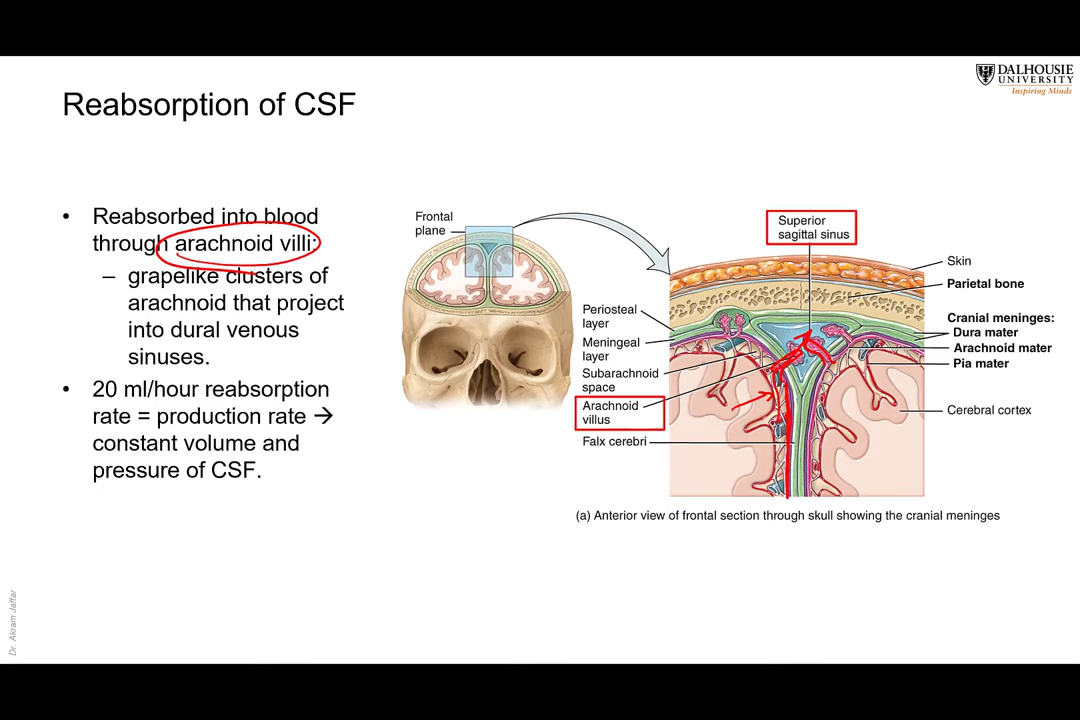 DALHOUSIE
UNIVERSITY
Inspiring Minds
Reabsorption of CSF
• Reabsorbed into blood
through arachnoid villi:
– grapelike clusters of
arachnoid that project
into dural venous
sinuses.
• 20 ml/hour reabsorption
rate = production rate →
constant volume and
pressure of CSF.
Frontal
plane
Superior
sagittal sinus
Skin
Parietal bone
Cranial meninges:
Dura mater
Arachnoid mater
Pia mater
Cerebral cortex
Periosteal
layer
Meningeal
layer
Subarachnoid
space
Arachnoid
villus
Falx cerebri
(a) Anterior view of frontal section through skull showing the cranial meninges
Dr. Akram Jaffar